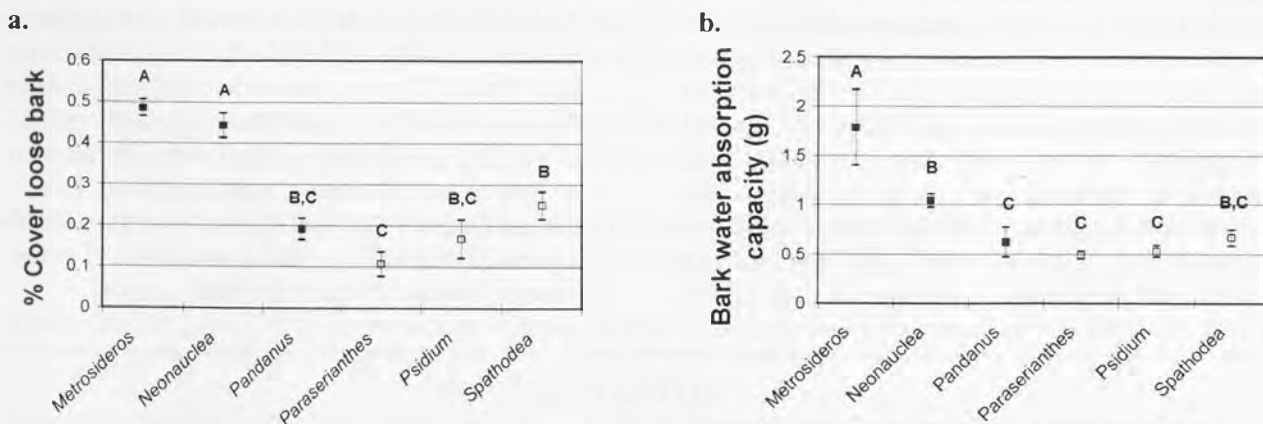 a.
% Cover loose bark
0.6
0.5
0.4
0.3
0.2
0.1
0
A
A
B,C
C
B,C
B
Metrosideros
Neonauclea
Pandanus
Paraserianthes
Psidium
Spathodea
b.
Bark water absorption
capacity (g)
2.5
2
1.5
1
0.5
0
A
B
C
C
C
B,C
Metrosideros
Neonauclea
Pandanus
Paraserianthes
Psidium
Spathodea